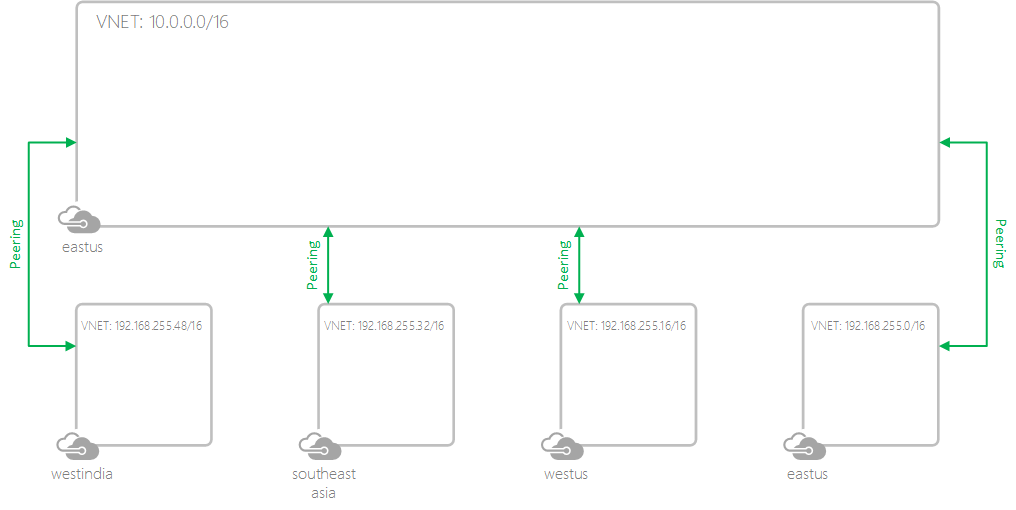 VNET: 10.0.0.0/16
eastus
Peering
Peering
Peering
Peering
VNET: 192.168.255.48/16
VNET: 192.168.255.32/16
VNET: 192.168.255.16/16
VNET: 192.168.255.0/16
westindia
southeast
asia
westus
eastus